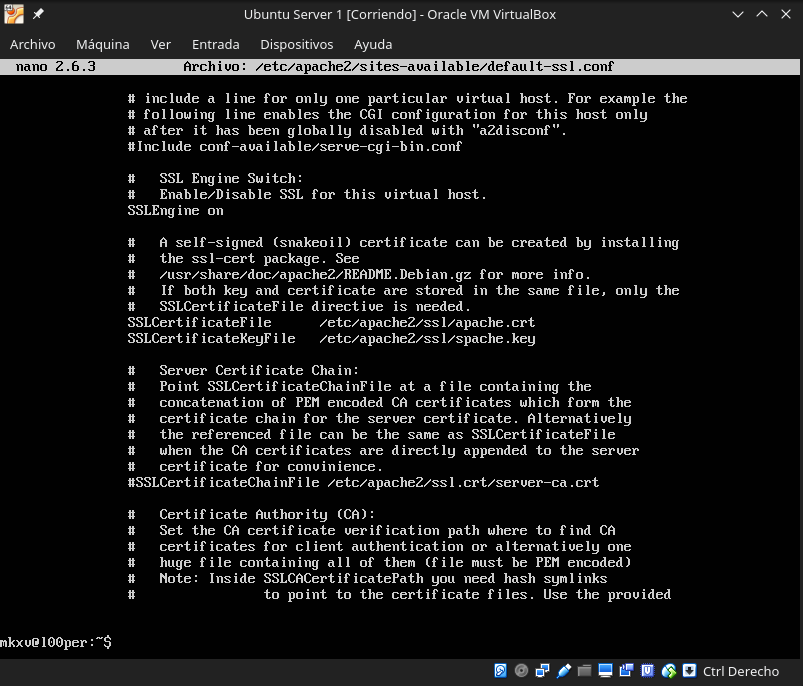 Ubuntu Server 1 [Corriendo] - Oracle VM VirtualBox
Archivo Máquina Ver Entrada Dispositivos Ayuda
nano 2.6.3 Archivo: /etc/apache2/sites-available/default-ssl.conf
# include a line for only one particular virtual host. For example the
# following line enables the CGI configuration for this host only
# after it has been globally disabled with "a2disconf".
#Include conf-available/serve-cgi-bin.conf
# SSL Engine Switch:
# Enable/Disable SSL for this virtual host.
SSLEngine on
# A self-signed (snakeoil) certificate can be created by installing
# the ssl-cert package. See
# /usr/share/doc/apache2/README.Debian.gz for more info.
# If both key and certificate are stored in the same file, only the
# SSLCertificateFile directive is needed.
SSLCertificateFile /etc/apache2/ssl/apache.crt
SSLCertificateKeyFile /etc/apache2/ssl/spache.key
# Server Certificate Chain:
# Point SSLCertificateChainFile at a file containing the
# concatenation of PEM encoded CA certificates which form the
# certificate chain for the server certificate. Alternatively
# the referenced file can be the same as SSLCertificateFile
# when the CA certificates are directly appended to the server
# certificate for convinience.
#SSLCertificateChainFile /etc/apache2/ssl.crt/server-ca.crt
# Certificate Authority (CA):
# Set the CA certificate verification path where to find CA
# certificates for client authentication or alternatively one
# huge file containing all of them (file must be PEM encoded)
# Note: Inside SSLCACertificatePath you need hash symlinks
# to point to the certificate files. Use the provided
mkxv@l00per:~$
Ctrl Derecho